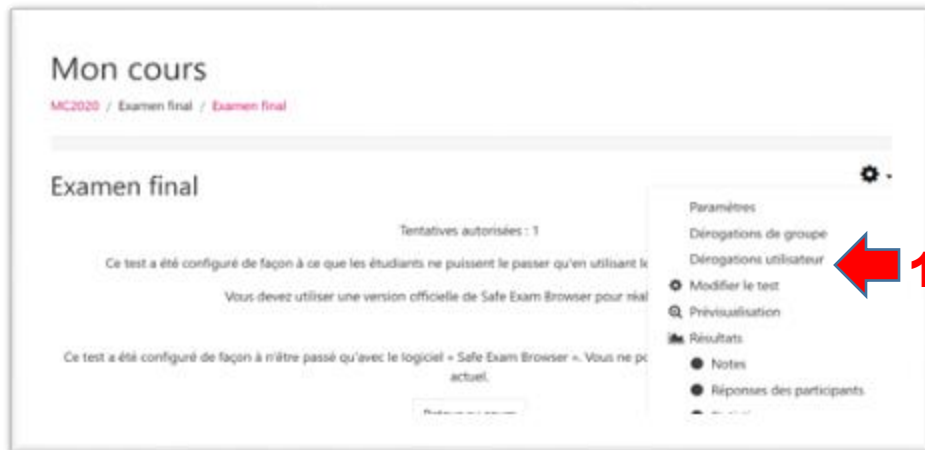 Mon cours
MC2020 / Examen final / Examen final
Examen final
Tentatives autorisées : 1
Ce test a été configuré de façon à ce que les étudiants ne puissent le passer qu'en utilisant le
Vous devez utiliser une version officielle de Safe Exam Browser pour réal
Ce test a été configuré de façon à n'être passé qu'avec le logiciel « Safe Exam Browser ». Vous ne po
actuel.
Paramètres
Dérogations de groupe
Dérogations utilisateur
1
Modifier le test
Prévisualisation
Résultats
Notes
Réponses des participants